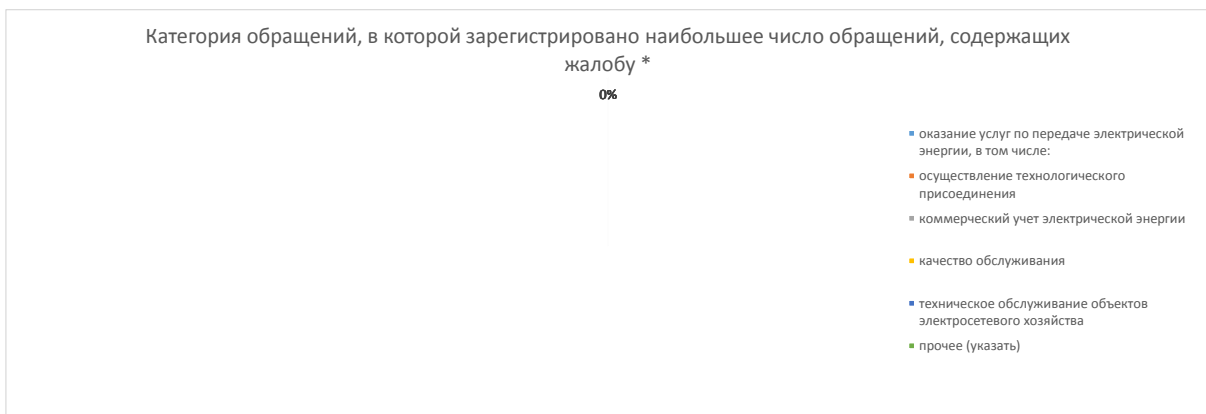 Категория обращений, в которой зарегистрировано наибольшее число обращений, содержащих
жалобу *
0%
оказание услуг по передаче электрической
энергии, в том числе:
осуществление технологического
присоединения
коммерческий учет электрической энергии
качество обслуживания
техническое обслуживание объектов
электросетевого хозяйства
прочее (указать)